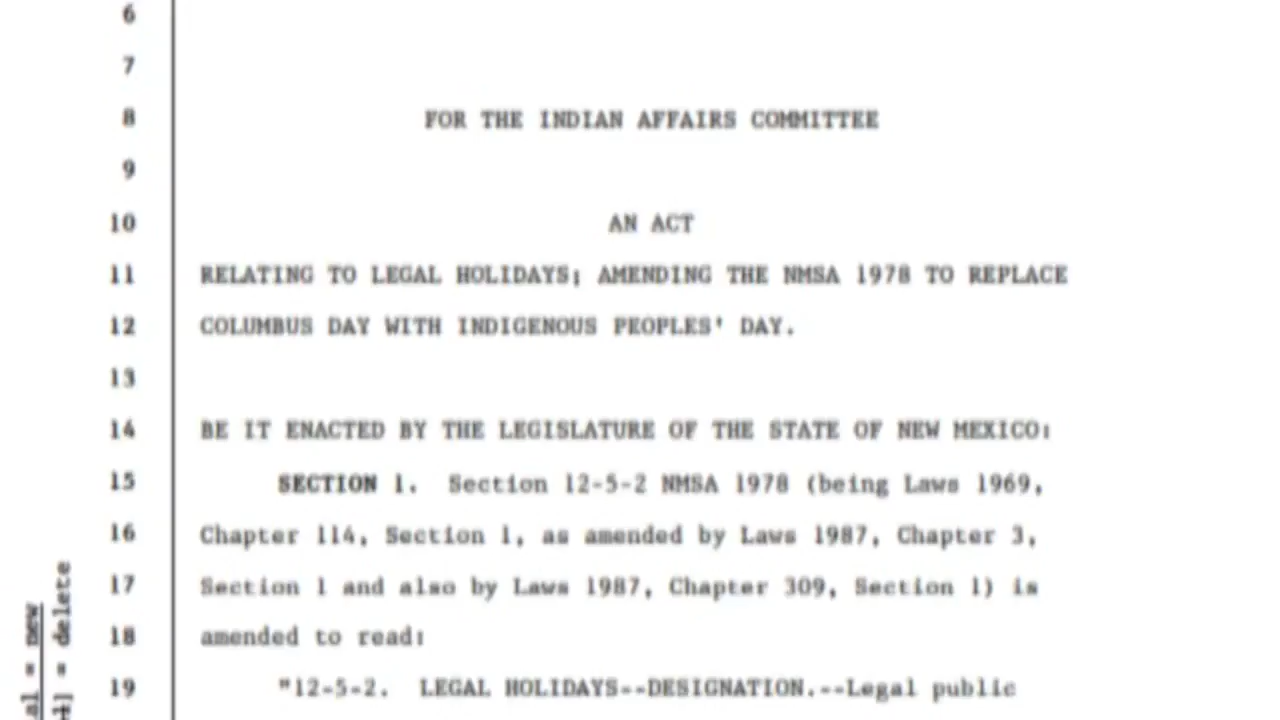 6
7
8 FOR THE INDIAN AFFAIRS COMMITTEE
9
10 AN ACT
11 RELATING TO LEGAL HOLIDAYS; AMENDING THE NMSA 1978 TO REPLACE
12 COLUMBUS DAY WITH INDIGENOUS PEOPLES' DAY.
13
14 BE IT ENACTED BY THE LEGISLATURE OF THE STATE OF NEW MEXICO:
15 SECTION 1. Section 12-5-2 NMSA 1978 (being Laws 1969,
16 Chapter 114, Section 1, as amended by Laws 1987, Chapter 3,
17 Section 1 and also by Laws 1987, Chapter 309, Section 1) is
18 amended to read:
19 "12-5-2. LEGAL HOLIDAYS--DESIGNATION.--Legal public
= new
= delete